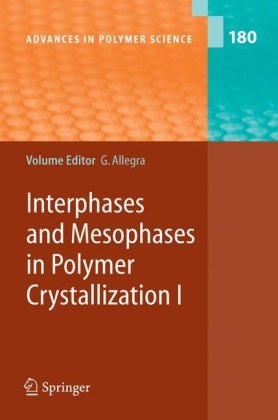 ADVANCES IN POLYMER SCIENCE 180
Volume Editor G. Allegra
Interphases
and Mesophases
in Polymer
Crystallization I
Springer